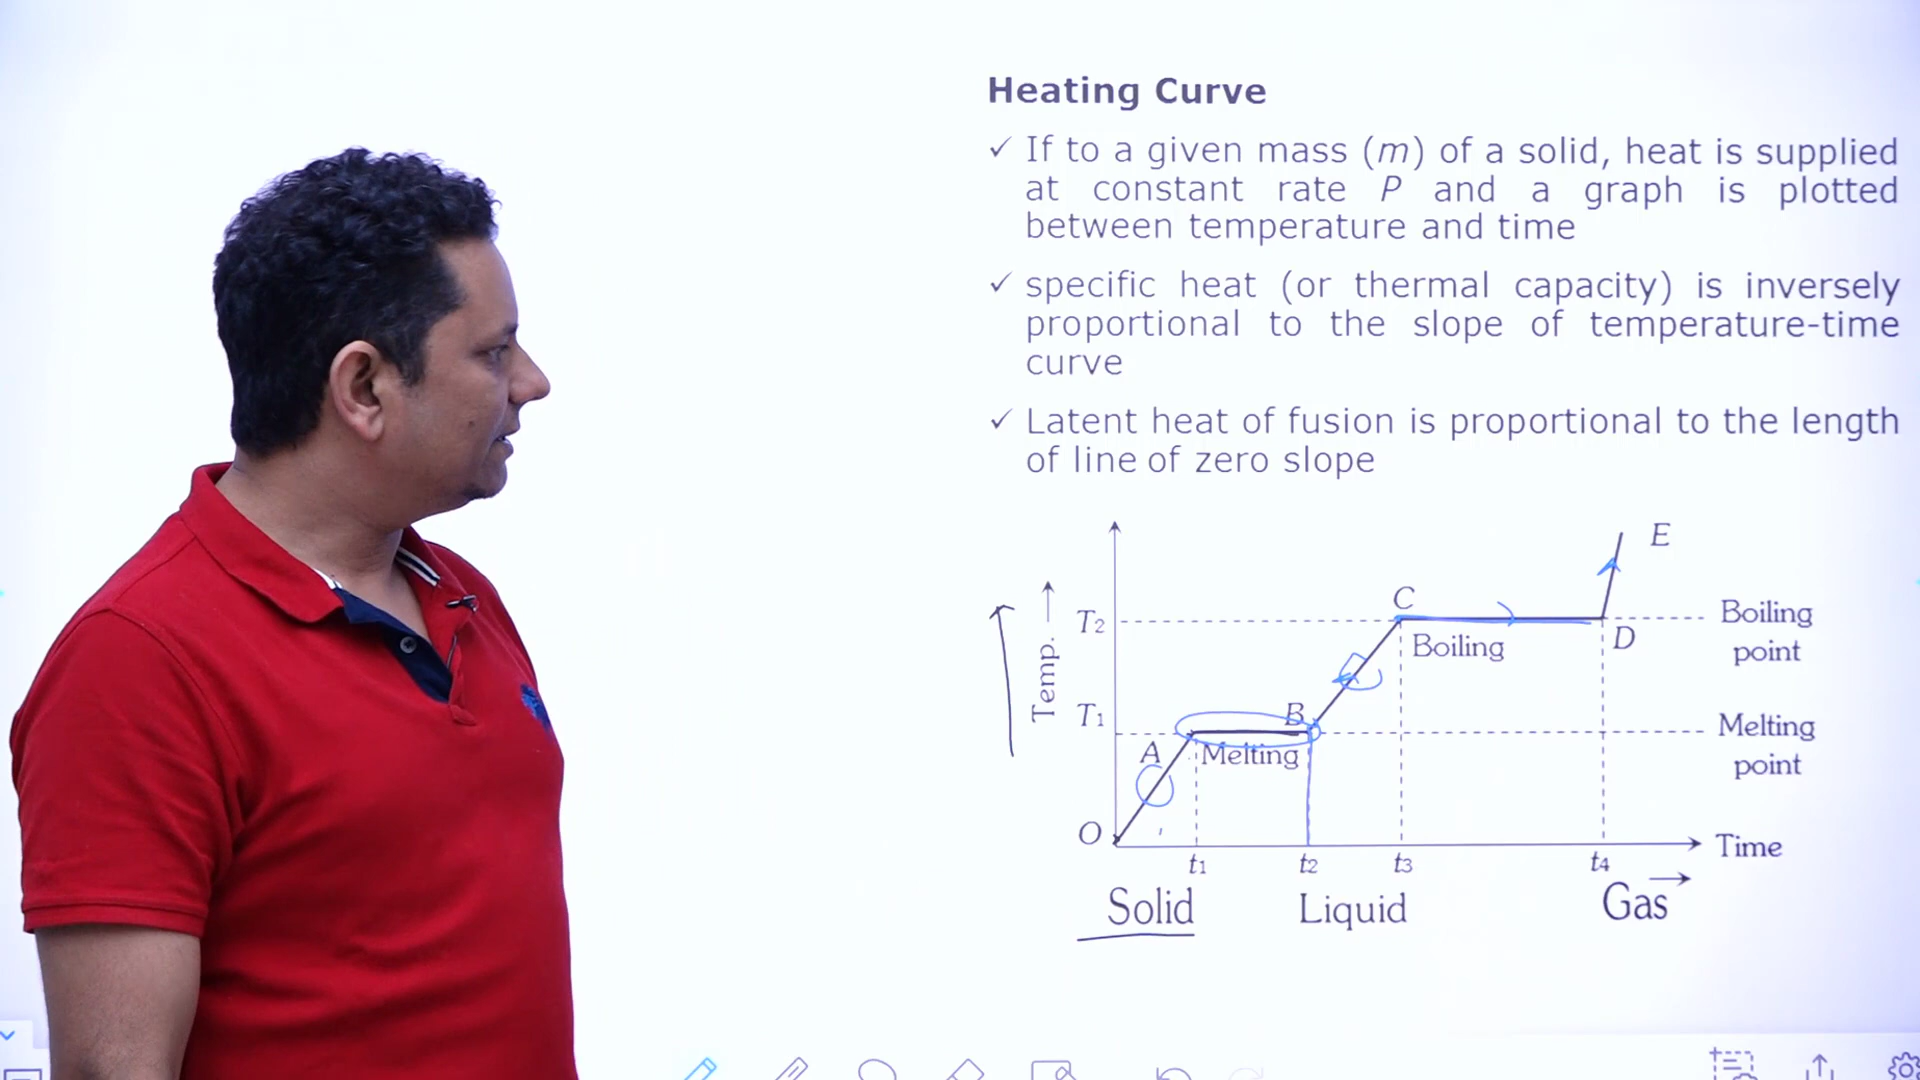 Heating Curve
✓ If to a given mass (m) of a solid, heat is supplied
at constant rate P and a graph is plotted
between temperature and time
✓ specific heat (or thermal capacity) is inversely
proportional to the slope of temperature-time
curve
✓ Latent heat of fusion is proportional to the length
of line of zero slope
E
C
T2
Boiling
point
D
Boiling
Temp.
B
T1
Melting
point
A
Melting
O
Time
t1 t2 t3 t4
Solid Liquid Gas